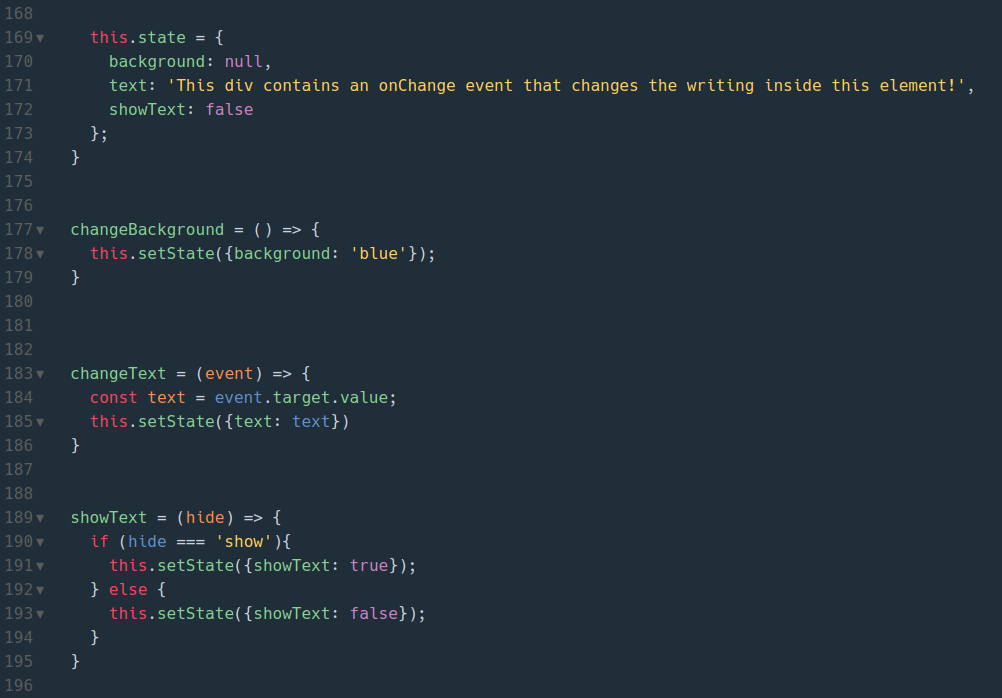 168
169▾ this.state = {
170 background: null,
171 text: 'This div contains an onChange event that changes the writing inside this element!',
172 showText: false
173 };
174 }
175
176
177▾ changeBackground = () => {
178▾ this.setState({background: 'blue'});
179 }
180
181
182
183▾ changeText = (event) => {
184 const text = event.target.value;
185▾ this.setState({text: text})
186 }
187
188
189▾ showText = (hide) => {
190▾ if (hide === 'show'){
191▾ this.setState({showText: true});
192▾ } else {
193▾ this.setState({showText: false});
194 }
195 }
196